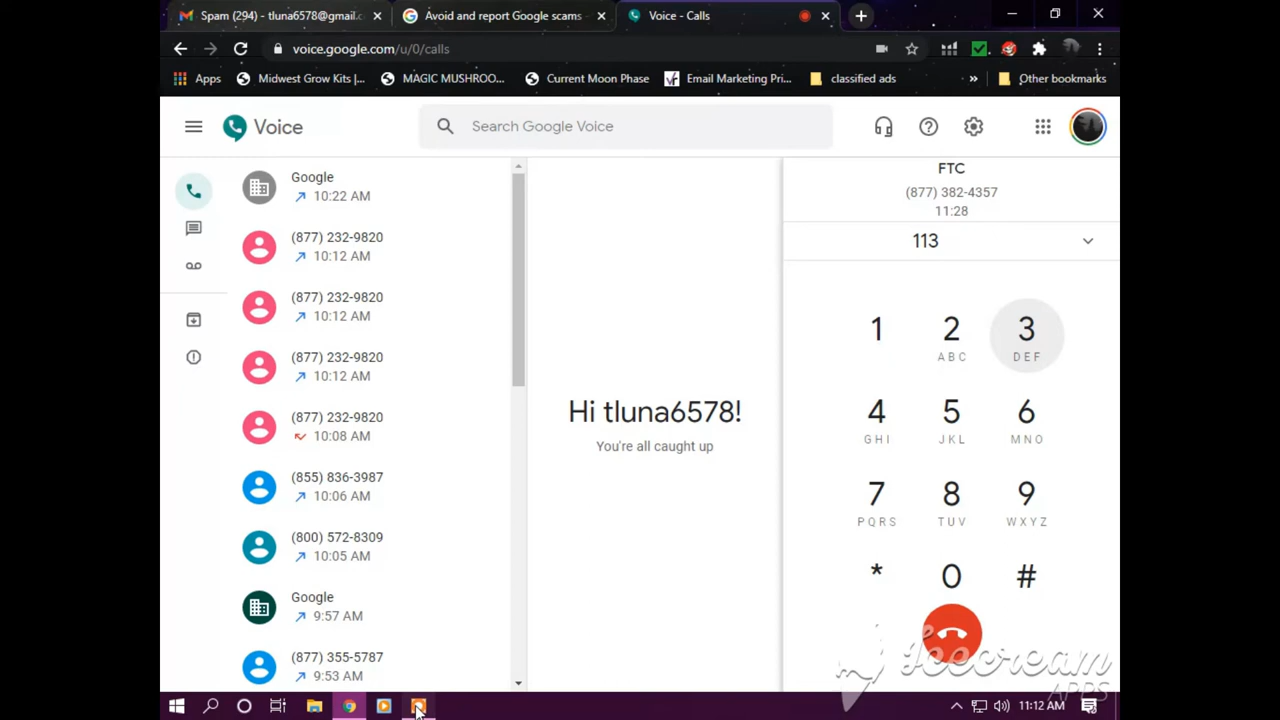 Spam (294) - tluna6578@gmail.c
Avoid and report Google scams -
Voice - Calls
voice.google.com/u/0/calls
Apps
Midwest Grow Kits |...
MAGIC MUSHROO...
Current Moon Phase
Email Marketing Pri...
classified ads
»
Other bookmarks
Voice
Search Google Voice
Google
10:22 AM
(877) 232-9820
10:12 AM
(877) 232-9820
10:12 AM
(877) 232-9820
10:12 AM
(877) 232-9820
10:08 AM
(855) 836-3987
10:06 AM
(800) 572-8309
10:05 AM
Google
9:57 AM
(877) 355-5787
9:53 AM
Hi tluna6578!
You're all caught up
FTC
(877) 382-4357
11:28
113
1 2 3
ABC DEF
4 5 6
GHI JKL MNO
7 8 9
PQRS TUV WXYZ
* 0 #
Icecream
APPS
11:12 AM